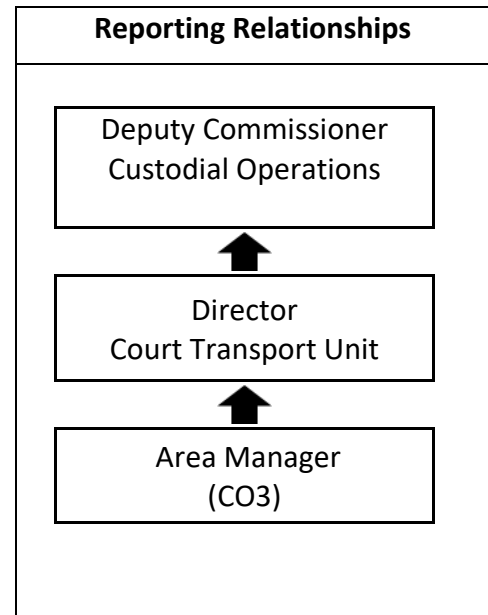 Reporting Relationships
Deputy Commissioner
Custodial Operations
Director
Court Transport Unit
Area Manager
(CO3)